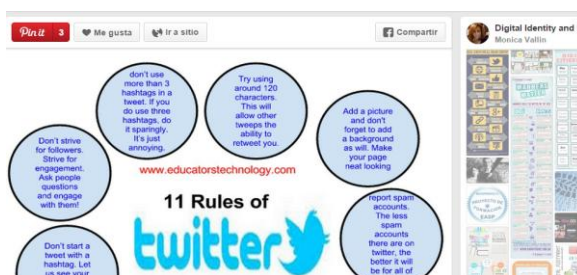 Pin it 3
Me gusta
Ir a sitio
Compartir
Digital Identity and
Monica Vallin
don't use
more than 3
hashtags in a
tweet. If you
do use three
hashtags, do
it sparingly.
It's just
annoying.
Try using
around 120
characters.
This will
allow other
tweeps the
ability to
retweet you.
Add a picture
and don't
forget to add
a background
as will. Make
your page
neat looking
Don't strive
for followers.
Strive for
engagement.
Ask people
questions
and engage
with them!
www.educatorstechnology.com
11 Rules of
twitter
report spam
accounts.
The less
spam
accounts
there are on
twitter, the
better it will
be for all of
Don't start a
tweet with a
hashtag. Let
us see your
MANNERS
MATTER